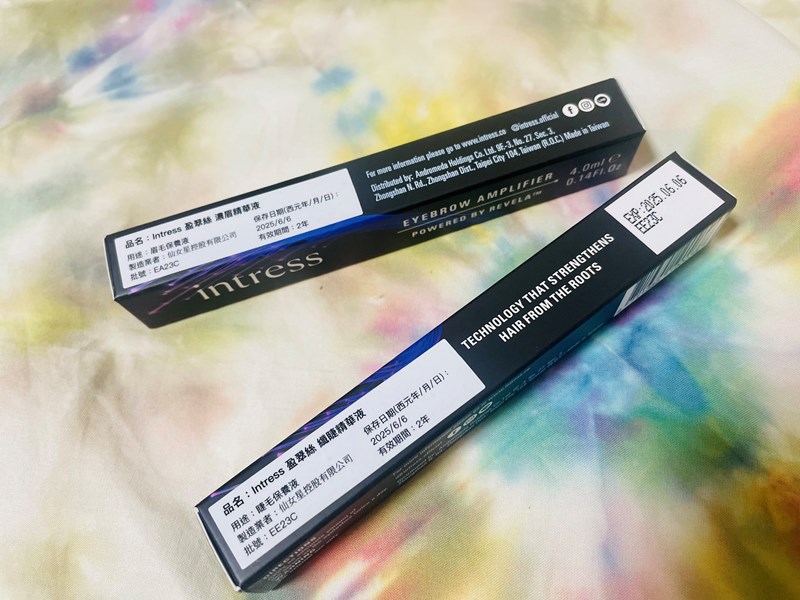 For more information please go to www.intress.co @intress.official
Distributed by: Andromeda Holdings Co. Ltd. 8F.-3, No. 27, Sec. 3,
Zhongshan N. Rd., Zhongshan Dist., Taipei City 104, Taiwan (R.O.C.) Made in Taiwan
品名：Intress 盈翠絲 濃眉精華液
用途：眉毛保養液
製造業者：仙女星控股有限公司
批號：EA23C
保存日期(西元年/月/日)：
2025/6/6
有效期間：2年
intress
EYEBROW AMPLIFIER
POWERED BY REVELA™
4.0ml e
0.14Fl.Oz
EXP-2025.06.06
EE23C
TECHNOLOGY THAT STRENGTHENS
HAIR FROM THE ROOTS
品名：Intress 盈翠絲 纖睫精華液
用途：睫毛保養液
製造業者：仙女星控股有限公司
批號：EE23C
保存日期(西元年/月/日)：
2025/6/6
有效期間：2年